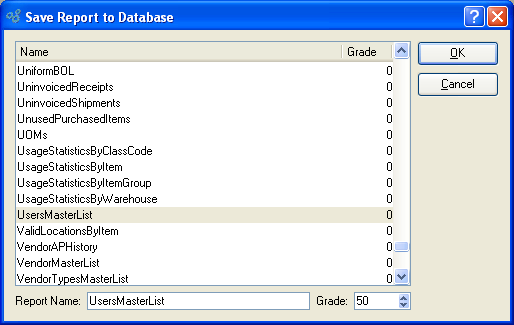 Save Report to Database
Name Grade
OK
UniformBOL 0
Cancel
UninvoicedReceipts 0
UninvoicedShipments 0
UnusedPurchasedItems 0
UOMs 0
UsageStatisticsByClassCode 0
UsageStatisticsByItem 0
UsageStatisticsByItemGroup 0
UsageStatisticsByWarehouse 0
UsersMasterList 0
ValidLocationsByItem 0
VendorAPHistory 0
VendorMasterList 0
VendorTypesMasterList 0
Report Name: UsersMasterList Grade: 50